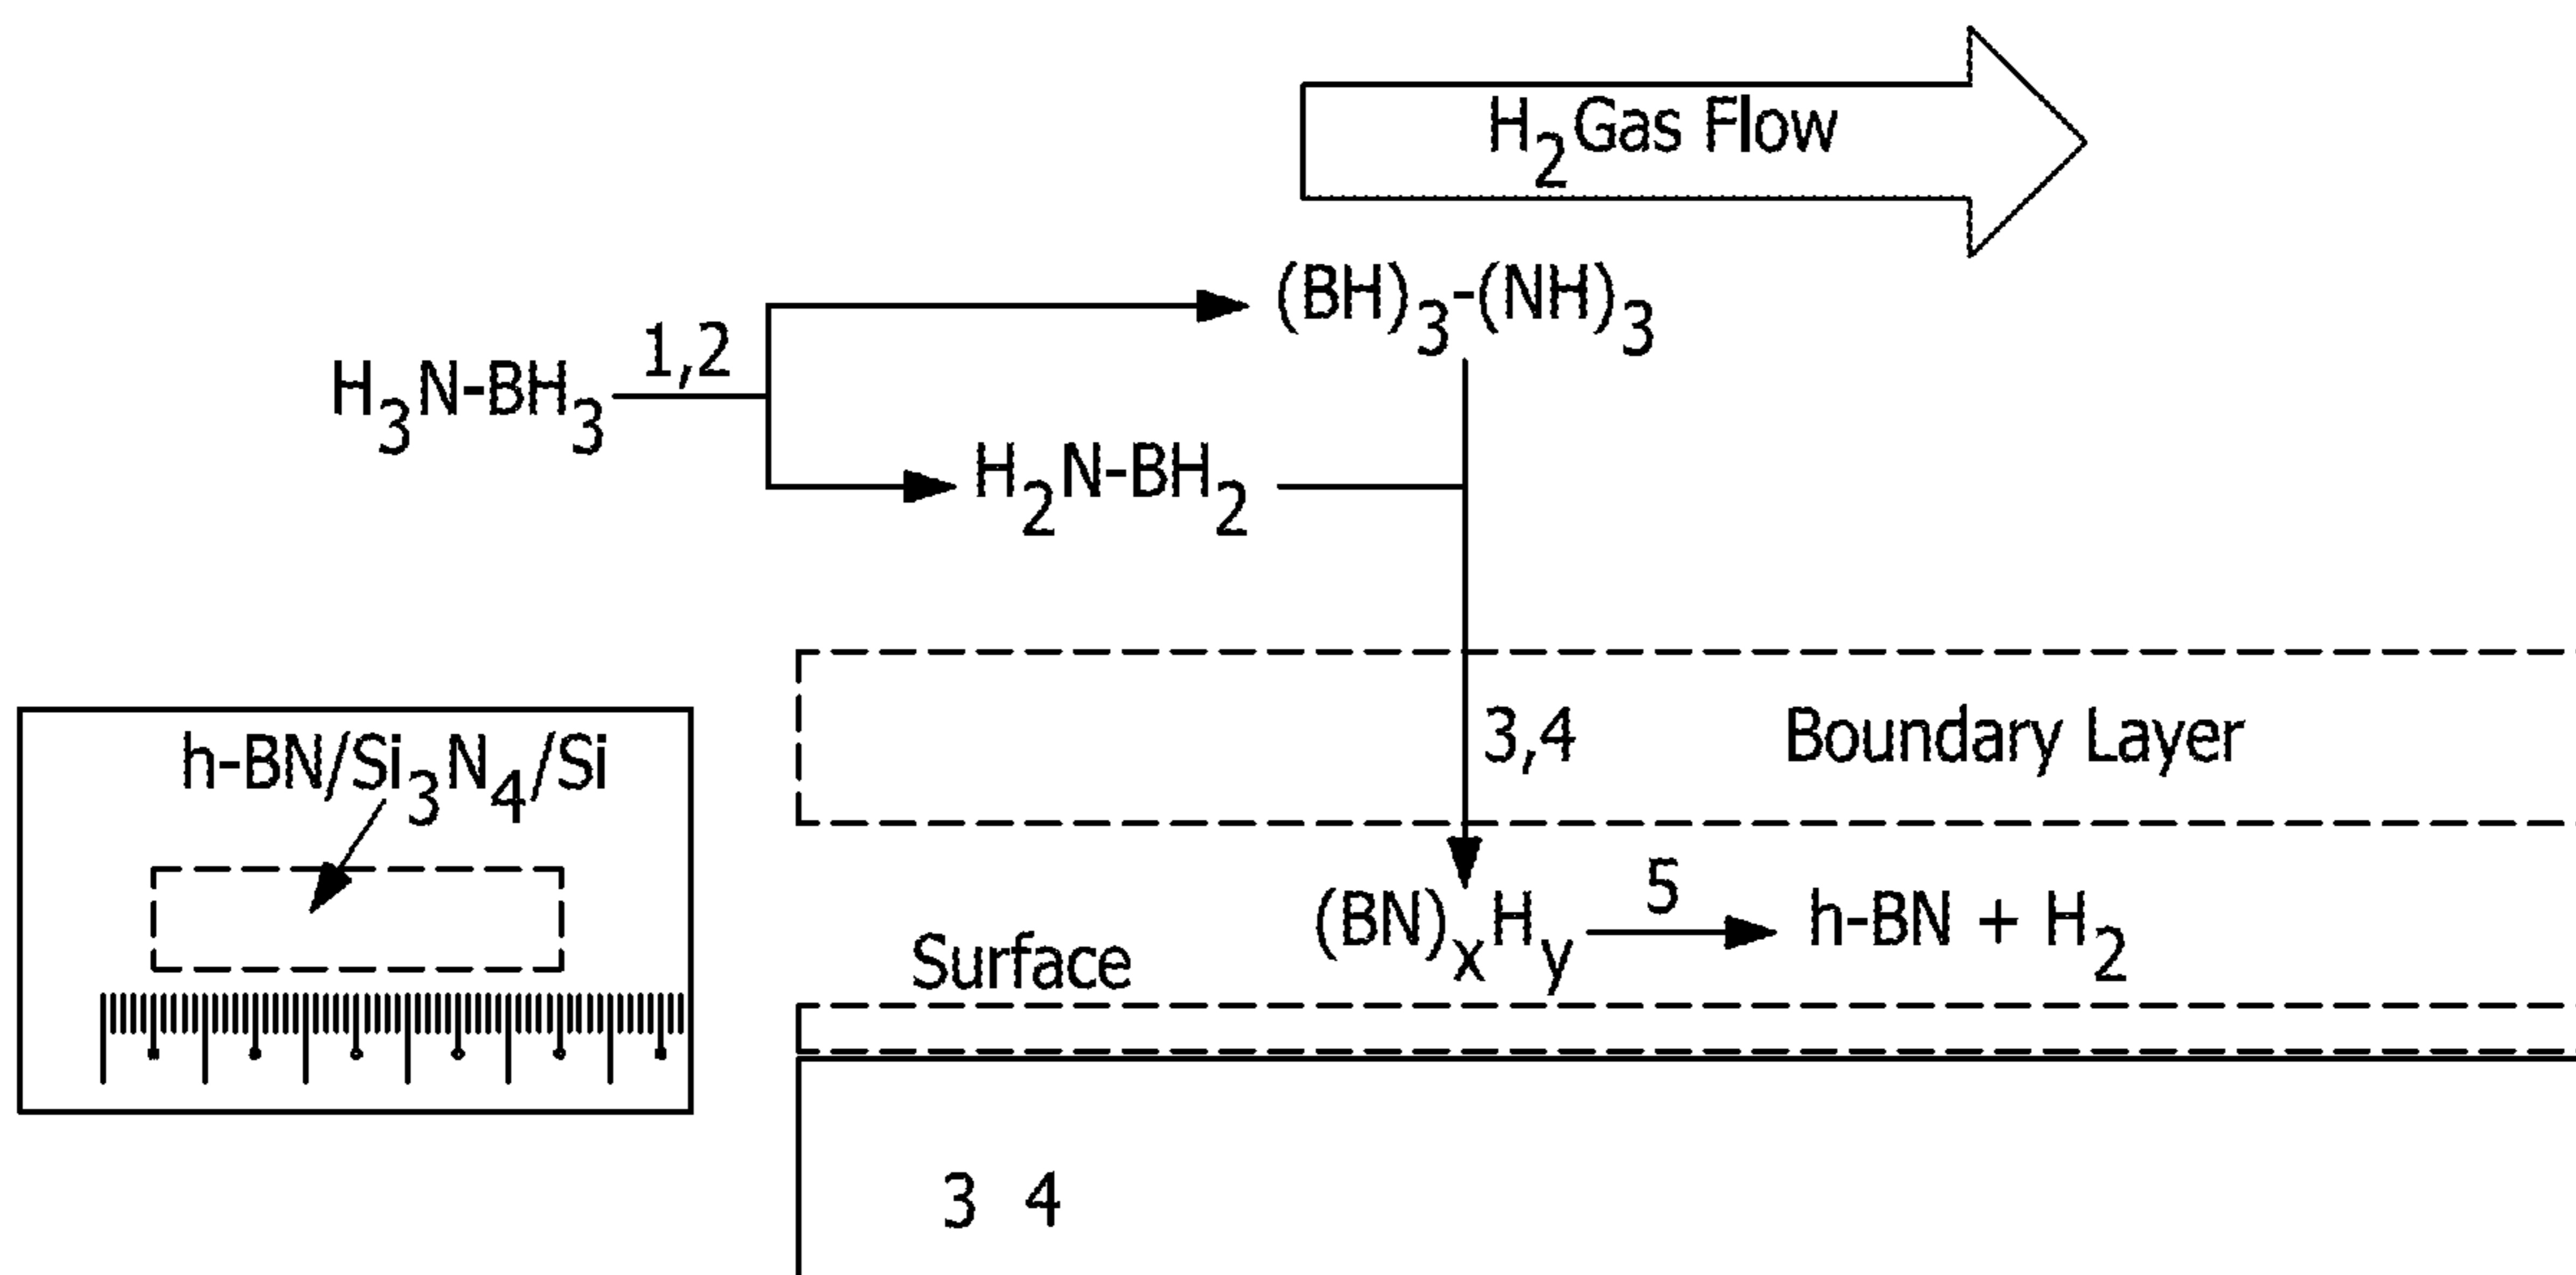 H₂Gas Flow
(BH)₃-(NH)₃
1,2
H₃N-BH₃
H₂N-BH₂
3,4
Boundary Layer
h-BN/Si₃N₄/Si
(BN)ₓHᵧ
5
h-BN + H₂
Surface
3 4